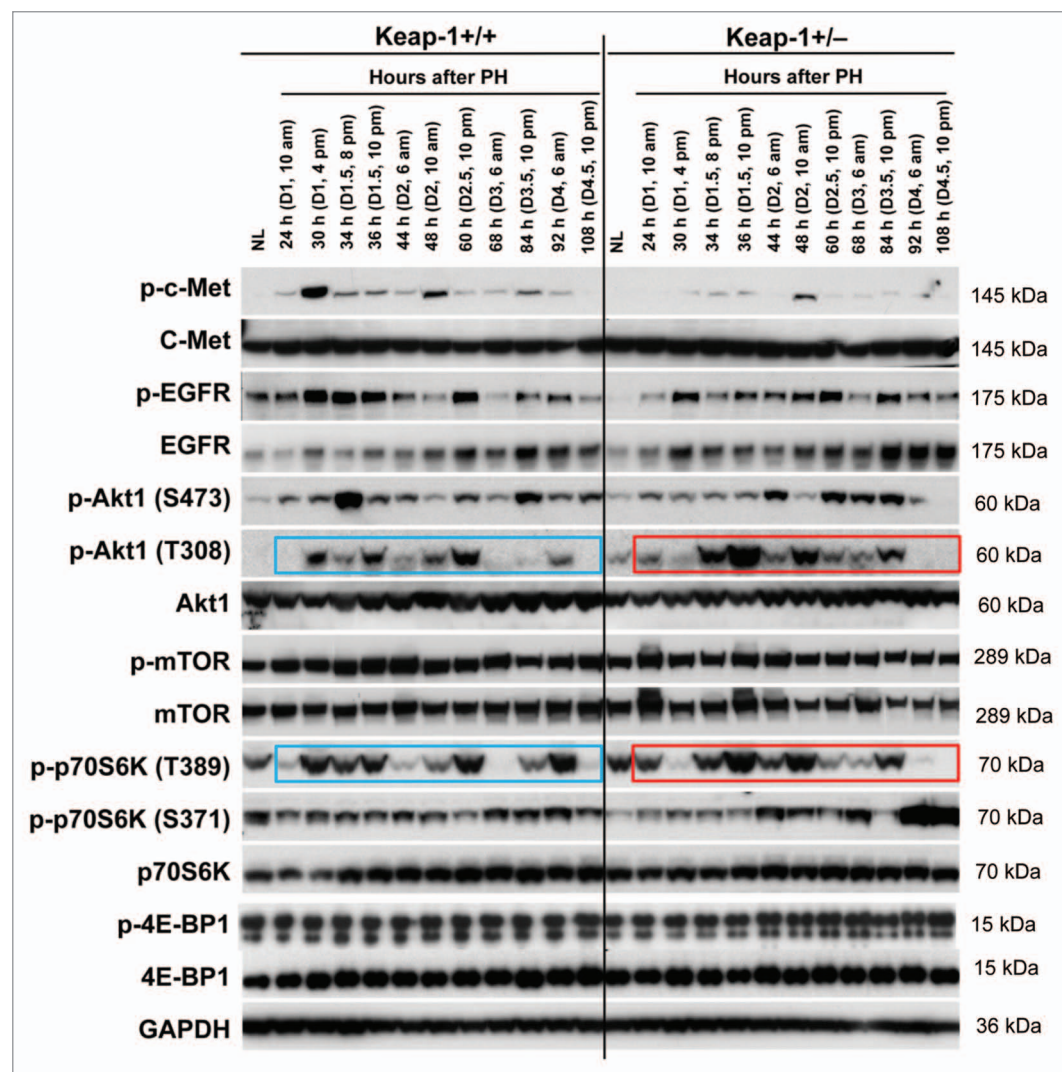 Keap-1+/+ Keap-1+/–
Hours after PH Hours after PH
NL
24 h (D1, 10 am)
30 h (D1, 4 pm)
34 h (D1.5, 8 pm)
36 h (D1.5, 10 pm)
44 h (D2, 6 am)
48 h (D2, 10 am)
60 h (D2.5, 10 pm)
68 h (D3, 6 am)
84 h (D3.5, 10 pm)
92 h (D4, 6 am)
108 h (D4.5, 10 pm)
NL
24 h (D1, 10 am)
30 h (D1, 4 pm)
34 h (D1.5, 8 pm)
36 h (D1.5, 10 pm)
44 h (D2, 6 am)
48 h (D2, 10 am)
60 h (D2.5, 10 pm)
68 h (D3, 6 am)
84 h (D3.5, 10 pm)
92 h (D4, 6 am)
108 h (D4.5, 10 pm)
p-c-Met 145 kDa
C-Met 145 kDa
p-EGFR 175 kDa
EGFR 175 kDa
p-Akt1 (S473) 60 kDa
p-Akt1 (T308) 60 kDa
Akt1 60 kDa
p-mTOR 289 kDa
mTOR 289 kDa
p-p70S6K (T389) 70 kDa
p-p70S6K (S371) 70 kDa
p70S6K 70 kDa
p-4E-BP1 15 kDa
4E-BP1 15 kDa
GAPDH 36 kDa